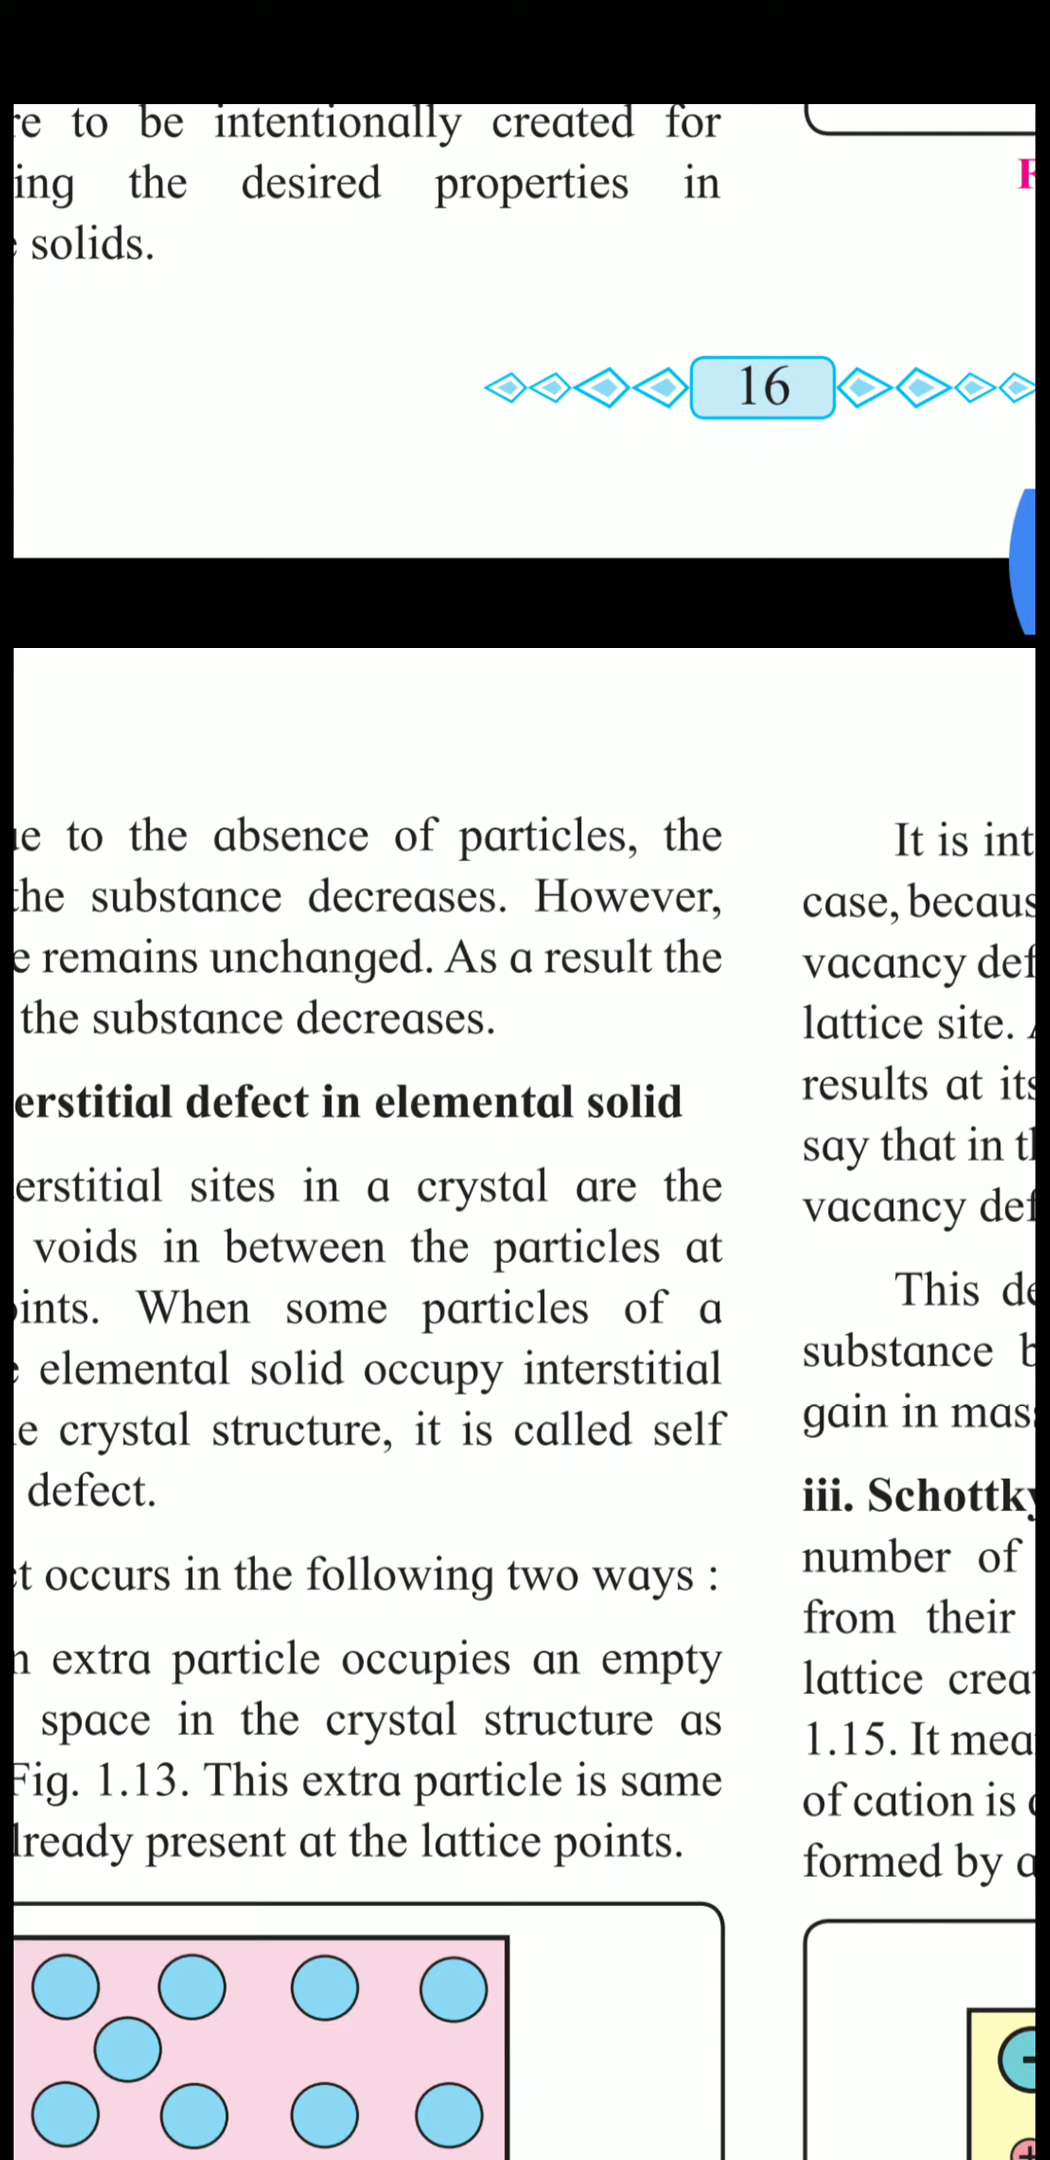 to be intentionally created for
the desired properties in
solids.
F
16
to the absence of particles, the
the substance decreases. However,
remains unchanged. As a result the
the substance decreases.
erstitial defect in elemental solid
erstitial sites in a crystal are the
voids in between the particles at
ints. When some particles of a
elemental solid occupy interstitial
crystal structure, it is called self
defect.
occurs in the following two ways :
extra particle occupies an empty
space in the crystal structure as
Fig. 1.13. This extra particle is same
lready present at the lattice points.
It is int
case, becaus
vacancy def
lattice site.
results at its
say that in
vacancy def
This de
substance b
gain in mas
iii. Schottky
number of
from their
lattice crea
1.15. It mea
of cation is
formed by a
-
+